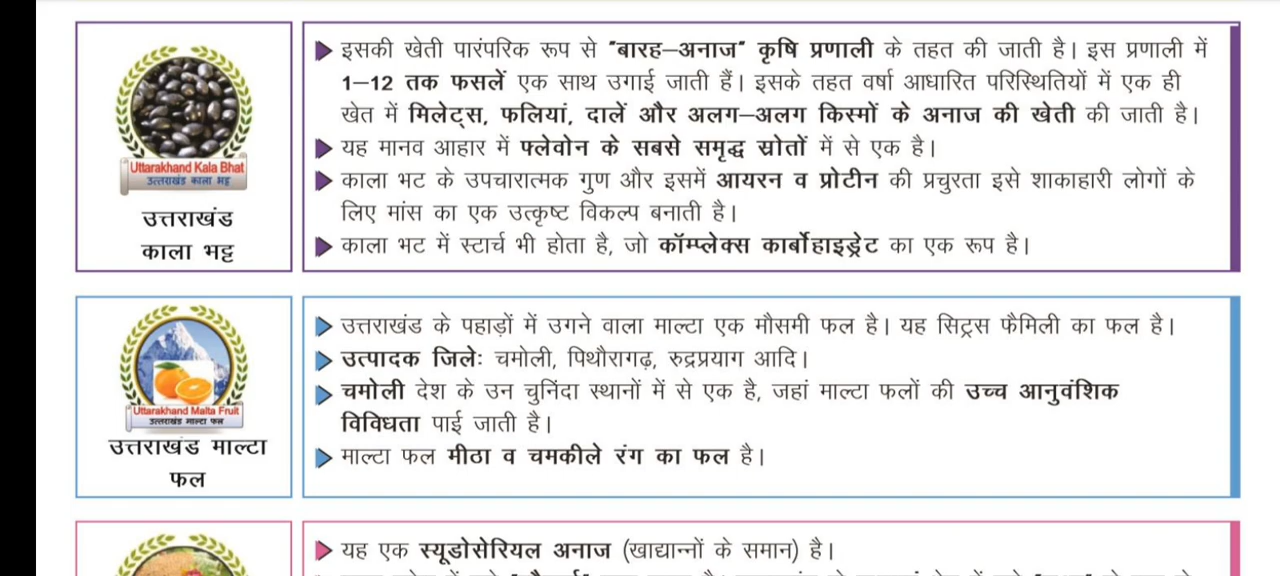 Uttarakhand Kala Bhat
उत्तराखंड काला भट्ट
उत्तराखंड
काला भट्ट
इसकी खेती पारंपरिक रूप से "बारह–अनाज" कृषि प्रणाली के तहत की जाती है। इस प्रणाली में
1–12 तक फसलें एक साथ उगाई जाती हैं। इसके तहत वर्षा आधारित परिस्थितियों में एक ही
खेत में मिलेट्स, फलियां, दालें और अलग–अलग किस्मों के अनाज की खेती की जाती है।
यह मानव आहार में फ्लेवोन के सबसे समृद्ध स्रोतों में से एक है।
काला भट के उपचारात्मक गुण और इसमें आयरन व प्रोटीन की प्रचुरता इसे शाकाहारी लोगों के
लिए मांस का एक उत्कृष्ट विकल्प बनाती है।
काला भट में स्टार्च भी होता है, जो कॉम्प्लेक्स कार्बोहाइड्रेट का एक रूप है।
Uttarakhand Malta Fruit
उत्तराखंड माल्टा फल
उत्तराखंड माल्टा
फल
उत्तराखंड के पहाड़ों में उगने वाला माल्टा एक मौसमी फल है। यह सिट्रस फैमिली का फल है।
उत्पादक जिलेः चमोली, पिथौरागढ़, रुद्रप्रयाग आदि।
चमोली देश के उन चुनिंदा स्थानों में से एक है, जहां माल्टा फलों की उच्च आनुवंशिक
विविधता पाई जाती है।
माल्टा फल मीठा व चमकीले रंग का फल है।
यह एक स्यूडोसेरियल अनाज (खाद्यान्नों के समान) है।